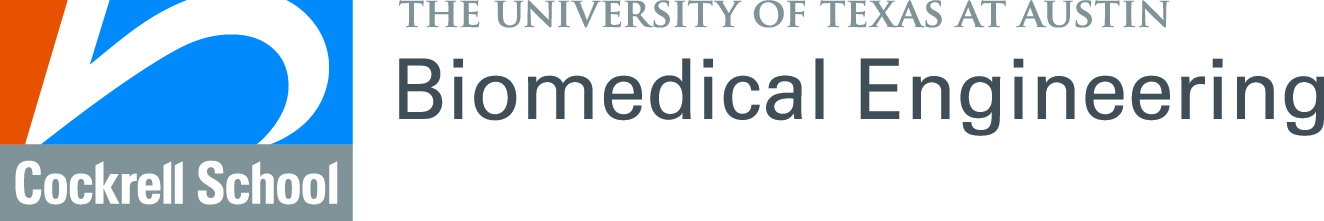 THE UNIVERSITY OF TEXAS AT AUSTIN
Biomedical Engineering
Cockrell School